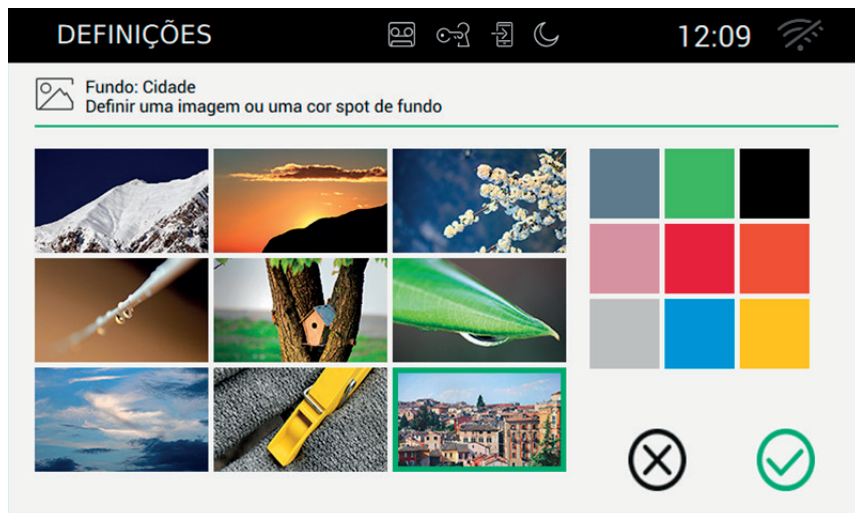 DEFINIÇÕES 12:09
Fundo: Cidade
Definir uma imagem ou uma cor spot de fundo